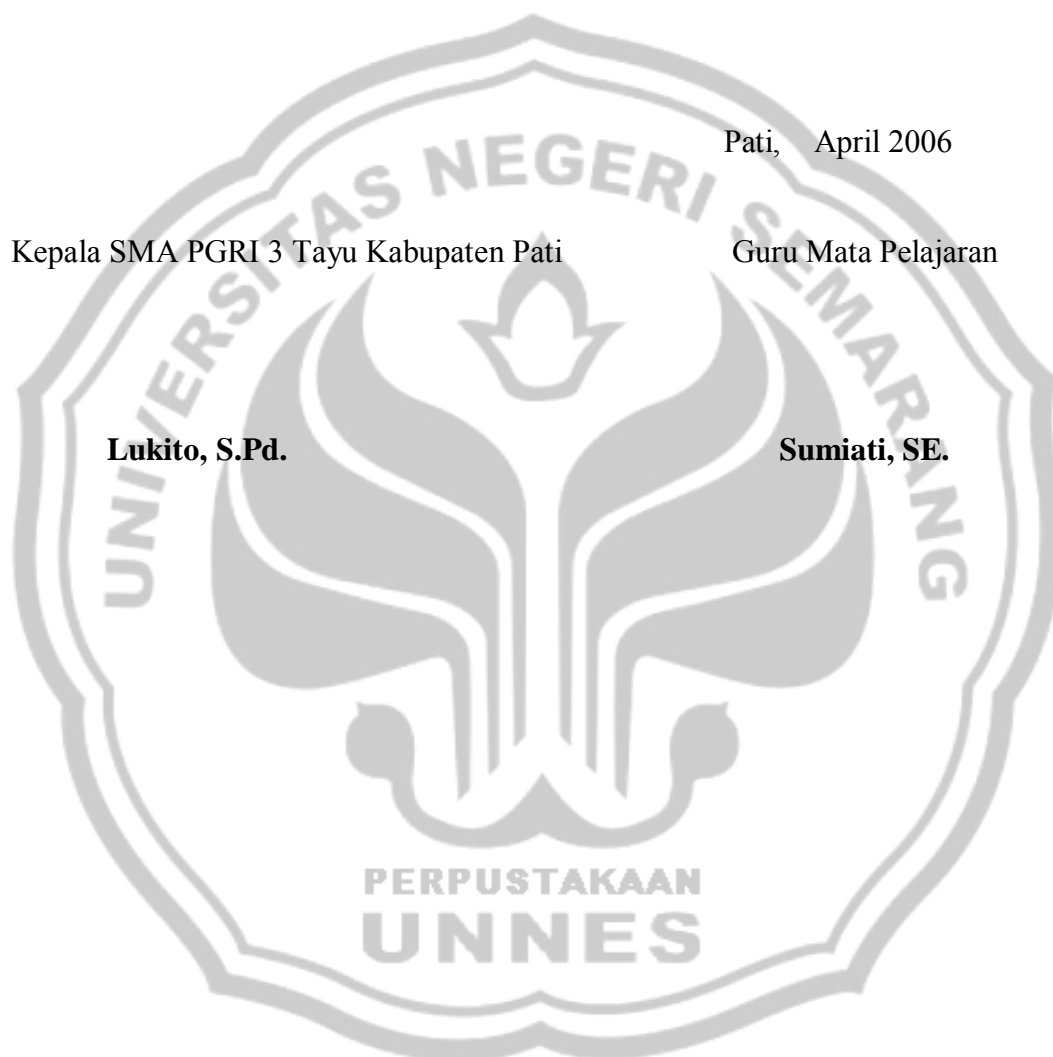 Pati, April 2006
Kepala SMA PGRI 3 Tayu Kabupaten Pati Guru Mata Pelajaran
Lukito, S.Pd. Sumiati, SE.
UNIVERSITAS NEGERI SEMARANG
PERPUSTAKAAN
UNNES